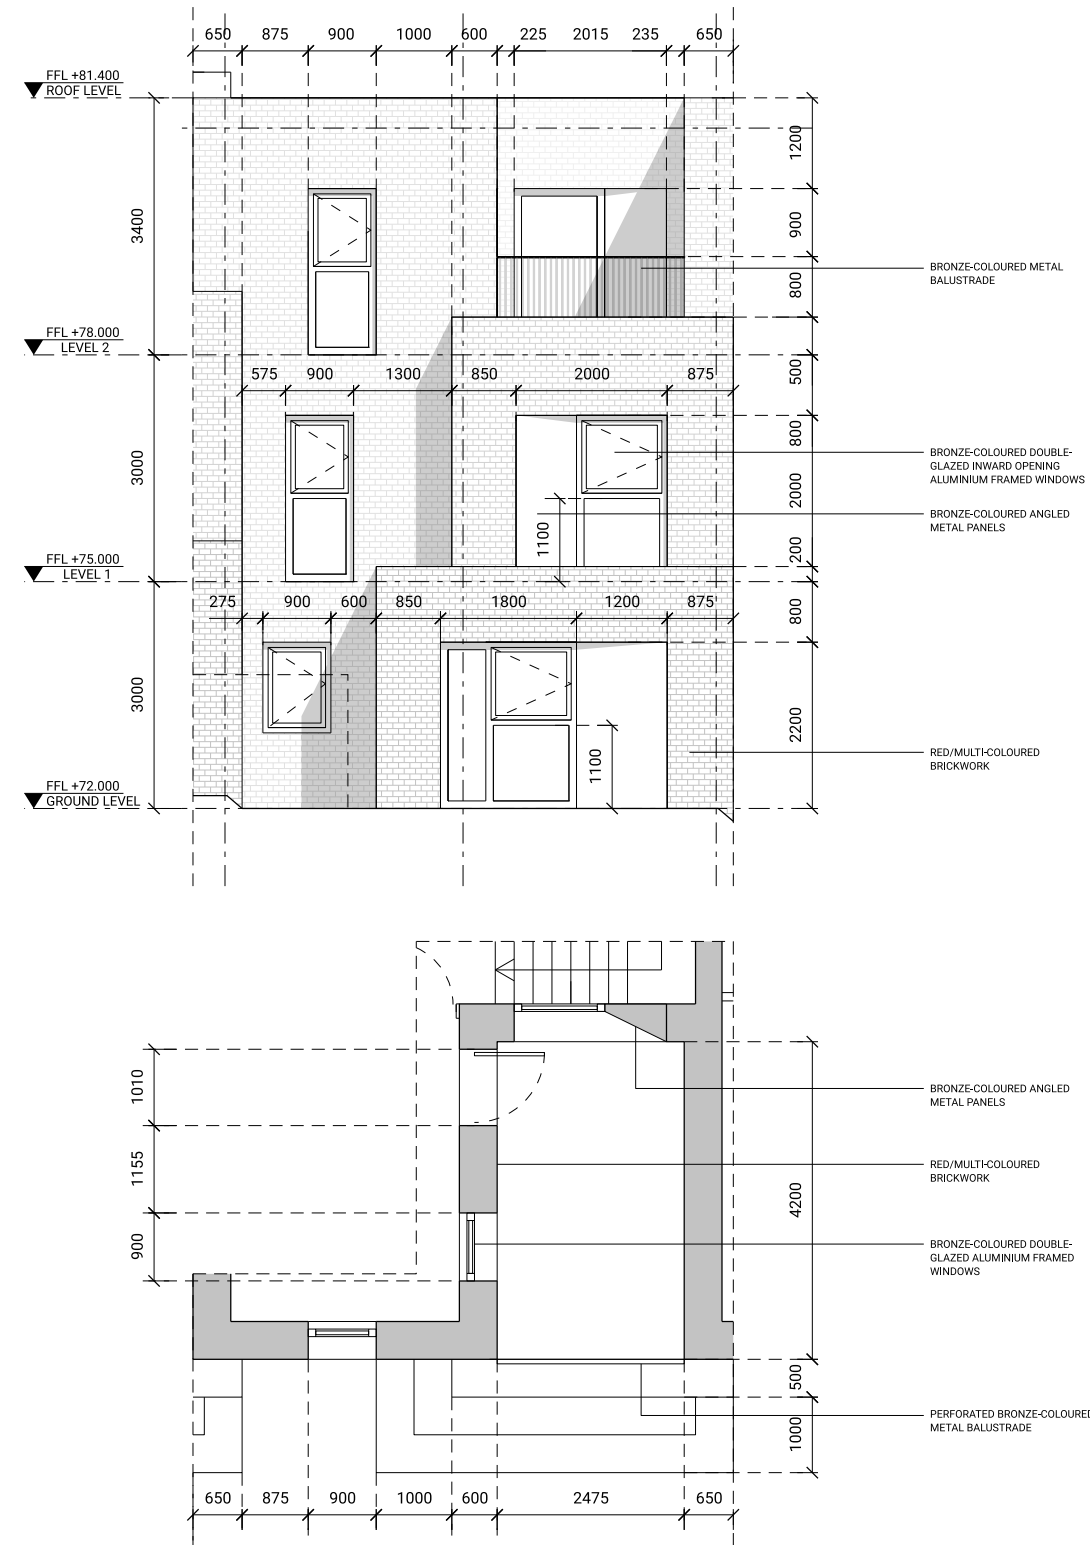 650 875 900 1000 600 225 2015 235 650
FFL +81.400
ROOF LEVEL
1200
3400
900
BRONZE-COLOURED METAL
BALUSTRADE
800
FFL +78.000
LEVEL 2
500
575 900 1300 850 2000 875
800
BRONZE-COLOURED DOUBLE-
GLAZED INWARD OPENING
ALUMINIUM FRAMED WINDOWS
3000
2000
BRONZE-COLOURED ANGLED
METAL PANELS
1100
200
FFL +75.000
LEVEL 1
275 900 600 850 1800 1200 875
800
3000
2200
RED/MULTI-COLOURED
BRICKWORK
1100
FFL +72.000
GROUND LEVEL
1010
BRONZE-COLOURED ANGLED
METAL PANELS
1155
RED/MULTI-COLOURED
BRICKWORK
4200
900
BRONZE-COLOURED DOUBLE-
GLAZED ALUMINIUM FRAMED
WINDOWS
500
PERFORATED BRONZE-COLOURED
METAL BALUSTRADE
1000
650 875 900 1000 600 2475 650